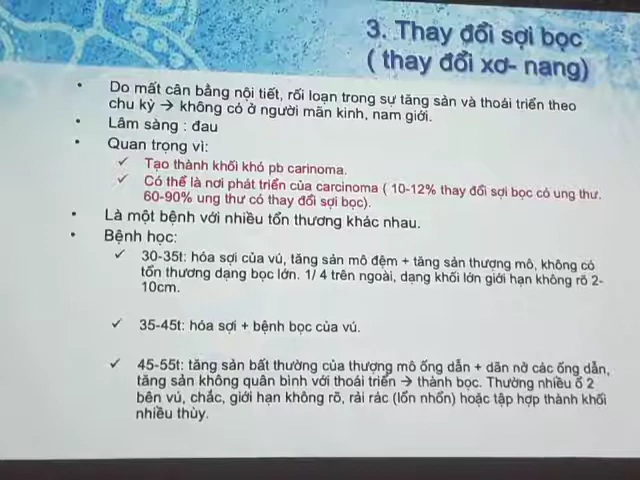 3. Thay đổi sợi bọc
( thay đổi xơ- nang)
• Do mất cân bằng nội tiết, rối loạn trong sự tăng sản và thoái triển theo
chu kỳ → không có ở người mãn kinh, nam giới.
• Lâm sàng : đau
• Quan trọng vì:
✓ Tạo thành khối khó pb carinoma.
✓ Có thể là nơi phát triển của carcinoma ( 10-12% thay đổi sợi bọc có ung thư.
60-90% ung thư có thay đổi sợi bọc).
• Là một bệnh với nhiều tổn thương khác nhau.
• Bệnh học:
✓ 30-35t: hóa sợi của vú, tăng sản mô đệm + tăng sản thượng mô, không có
tổn thương dạng bọc lớn. 1/ 4 trên ngoài, dạng khối lớn giới hạn không rõ 2-
10cm.
✓ 35-45t: hóa sợi + bệnh bọc của vú.
✓ 45-55t: tăng sản bất thường của thượng mô ống dẫn + dãn nở các ống dẫn,
tăng sản không quân bình với thoái triển → thành bọc. Thường nhiều ổ 2
bên vú, chắc, giới hạn không rõ, rải rác (lổn nhổn) hoặc tập hợp thành khối
nhiều thùy.